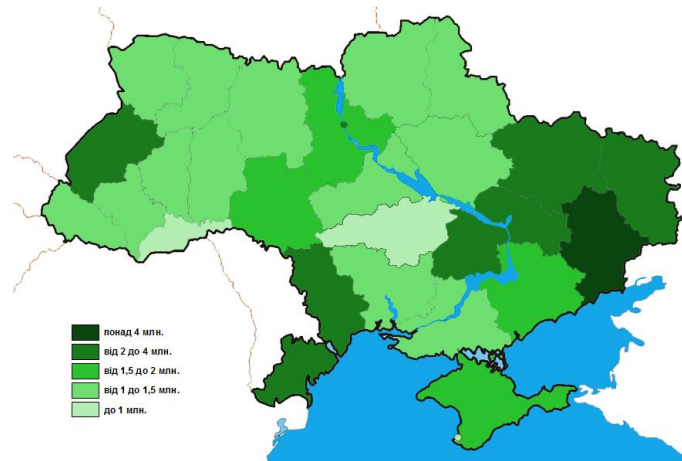 понад 4 млн.
від 2 до 4 млн.
від 1,5 до 2 млн.
від 1 до 1,5 млн.
до 1 млн.